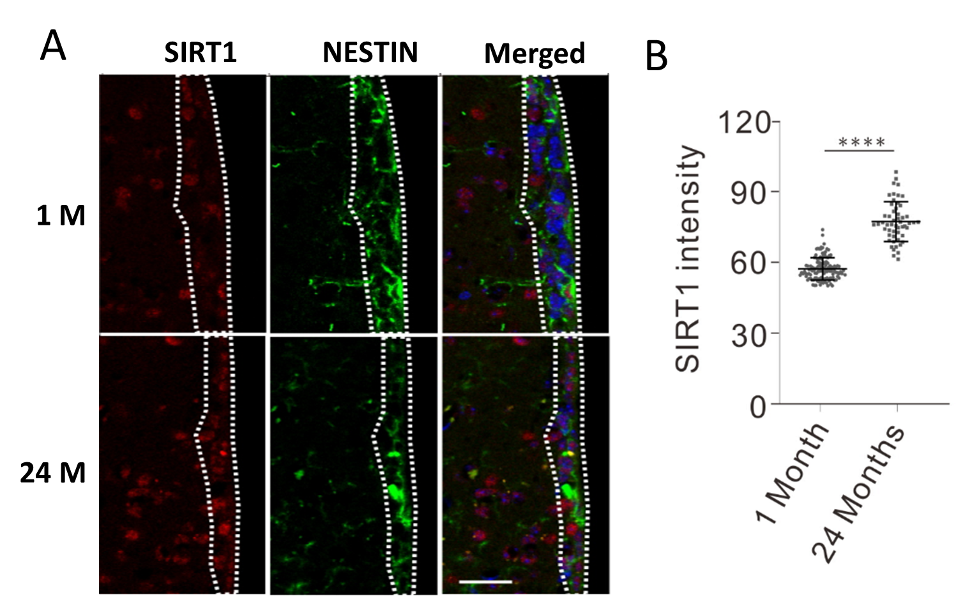 A
SIRT1
NESTIN
Merged
1 M
24 M
B
SIRT1 intensity
120
90
60
30
0
****
1 Month
24 Months